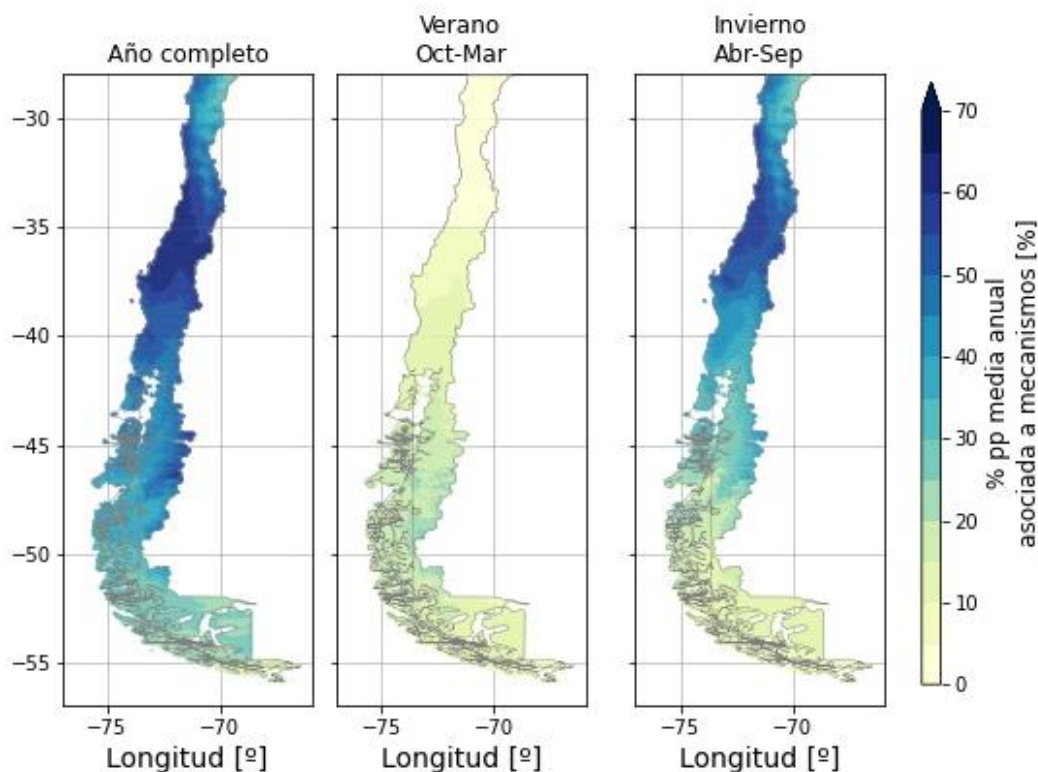 Año completo
Verano
Oct-Mar
Invierno
Abr-Sep
−30
−35
−40
−45
−50
−55
−75
−70
−75
−70
−75
−70
Longitud [º]
Longitud [º]
Longitud [º]
70
60
50
40
30
20
10
0
% pp media anual
asociada a mecanismos [%]